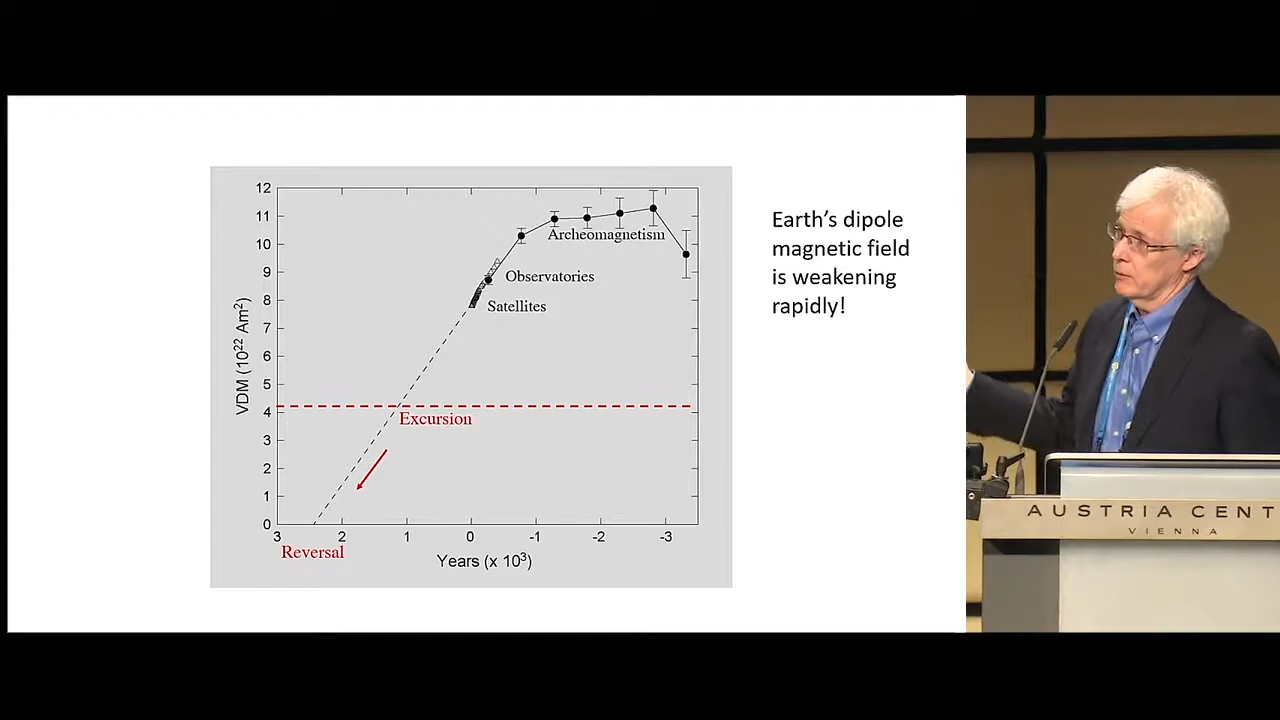 12
11
10
9
8
7
6
5
4
3
2
1
0
VDM (10²² Am²)
Archeomagnetism
Observatories
Satellites
Excursion
3 2 1 0 -1 -2 -3
Reversal
Years (x 10³)
Earth's dipole
magnetic field
is weakening
rapidly!
AUSTRIA CENT
VIENNA